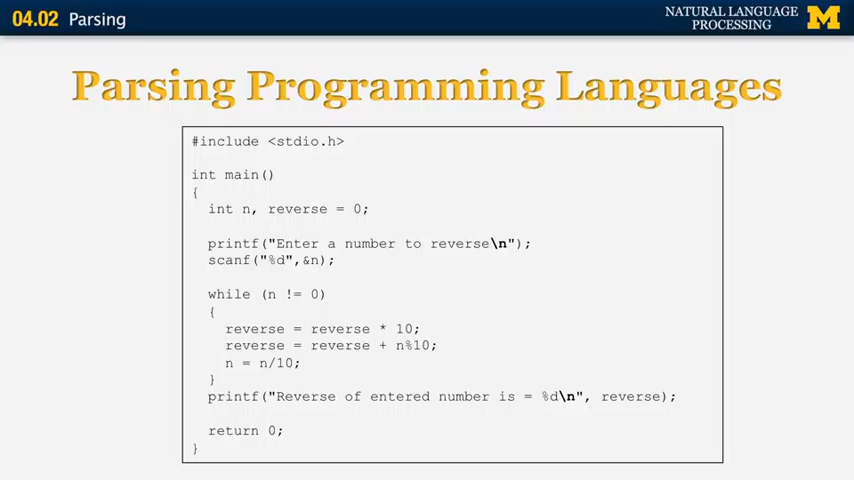 04.02 Parsing
NATURAL LANGUAGE
PROCESSING
M
Parsing Programming Languages
#include <stdio.h>
int main()
{
int n, reverse = 0;
printf("Enter a number to reverse\n");
scanf("%d",&n);
while (n != 0)
{
reverse = reverse * 10;
reverse = reverse + n%10;
n = n/10;
}
printf("Reverse of entered number is = %d\n", reverse);
return 0;
}